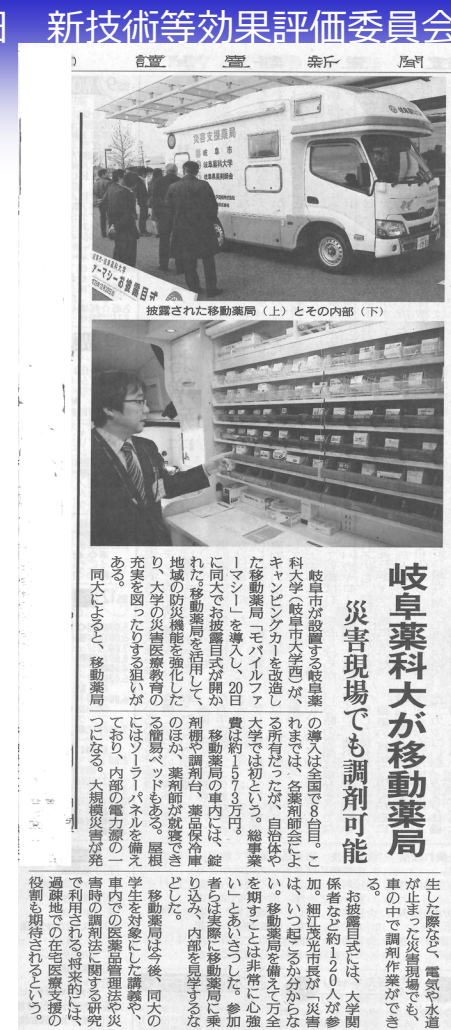 新技術等効果評価委員会
讀 賣 新 聞
災害支援薬局
岐阜市
岐阜薬科大学
岐阜県薬剤師会
ァーマシーお披露目式
披露された移動薬局（上）とその内部（下）
岐阜薬科大が移動薬局
災害現場でも調剤可能
岐阜市が設置する岐阜薬
科大学（岐阜市大学西）が、
キャンピングカーを改造し
た移動薬局「モバイルファ
ーマシー」を導入し、20日
に同大でお披露目式が開か
れた。移動薬局を活用して、
地域の防災機能を強化した
り、大学の災害医療教育の
充実を図ったりする狙いが
ある。
同大によると、移動薬局
の導入は全国で8台目。こ
れまでは、各薬剤師会によ
る所有だったが、自治体や
大学では初という。総事業
費は約1573万円。
移動薬局の車内には、錠
剤棚や調剤台、薬品保冷庫
のほか、薬剤師が就寝でき
る簡易ベッドもある。屋根
にはソーラーパネルを備え
ており、内部の電力源の一
つになる。大規模災害が発
生した際など、電気や水道
が止まった災害現場でも、
車の中で調剤作業ができ
る。
お披露目式には、大学関
係者など約120人が参
加。細江茂光市長が「災害
は、いつ起こるか分からな
い。移動薬局を備えて万全
を期すことは非常に心強
い」とあいさつした。参加
者らは実際に移動薬局に乗
り込み、内部を見学するな
どした。
移動薬局は今後、同大の
学生を対象にした講義や、
車内での医薬品管理法や災
害時の調剤法に関する研究
で利用される。将来的には、
過疎地での在宅医療支援の
役割も期待されるという。